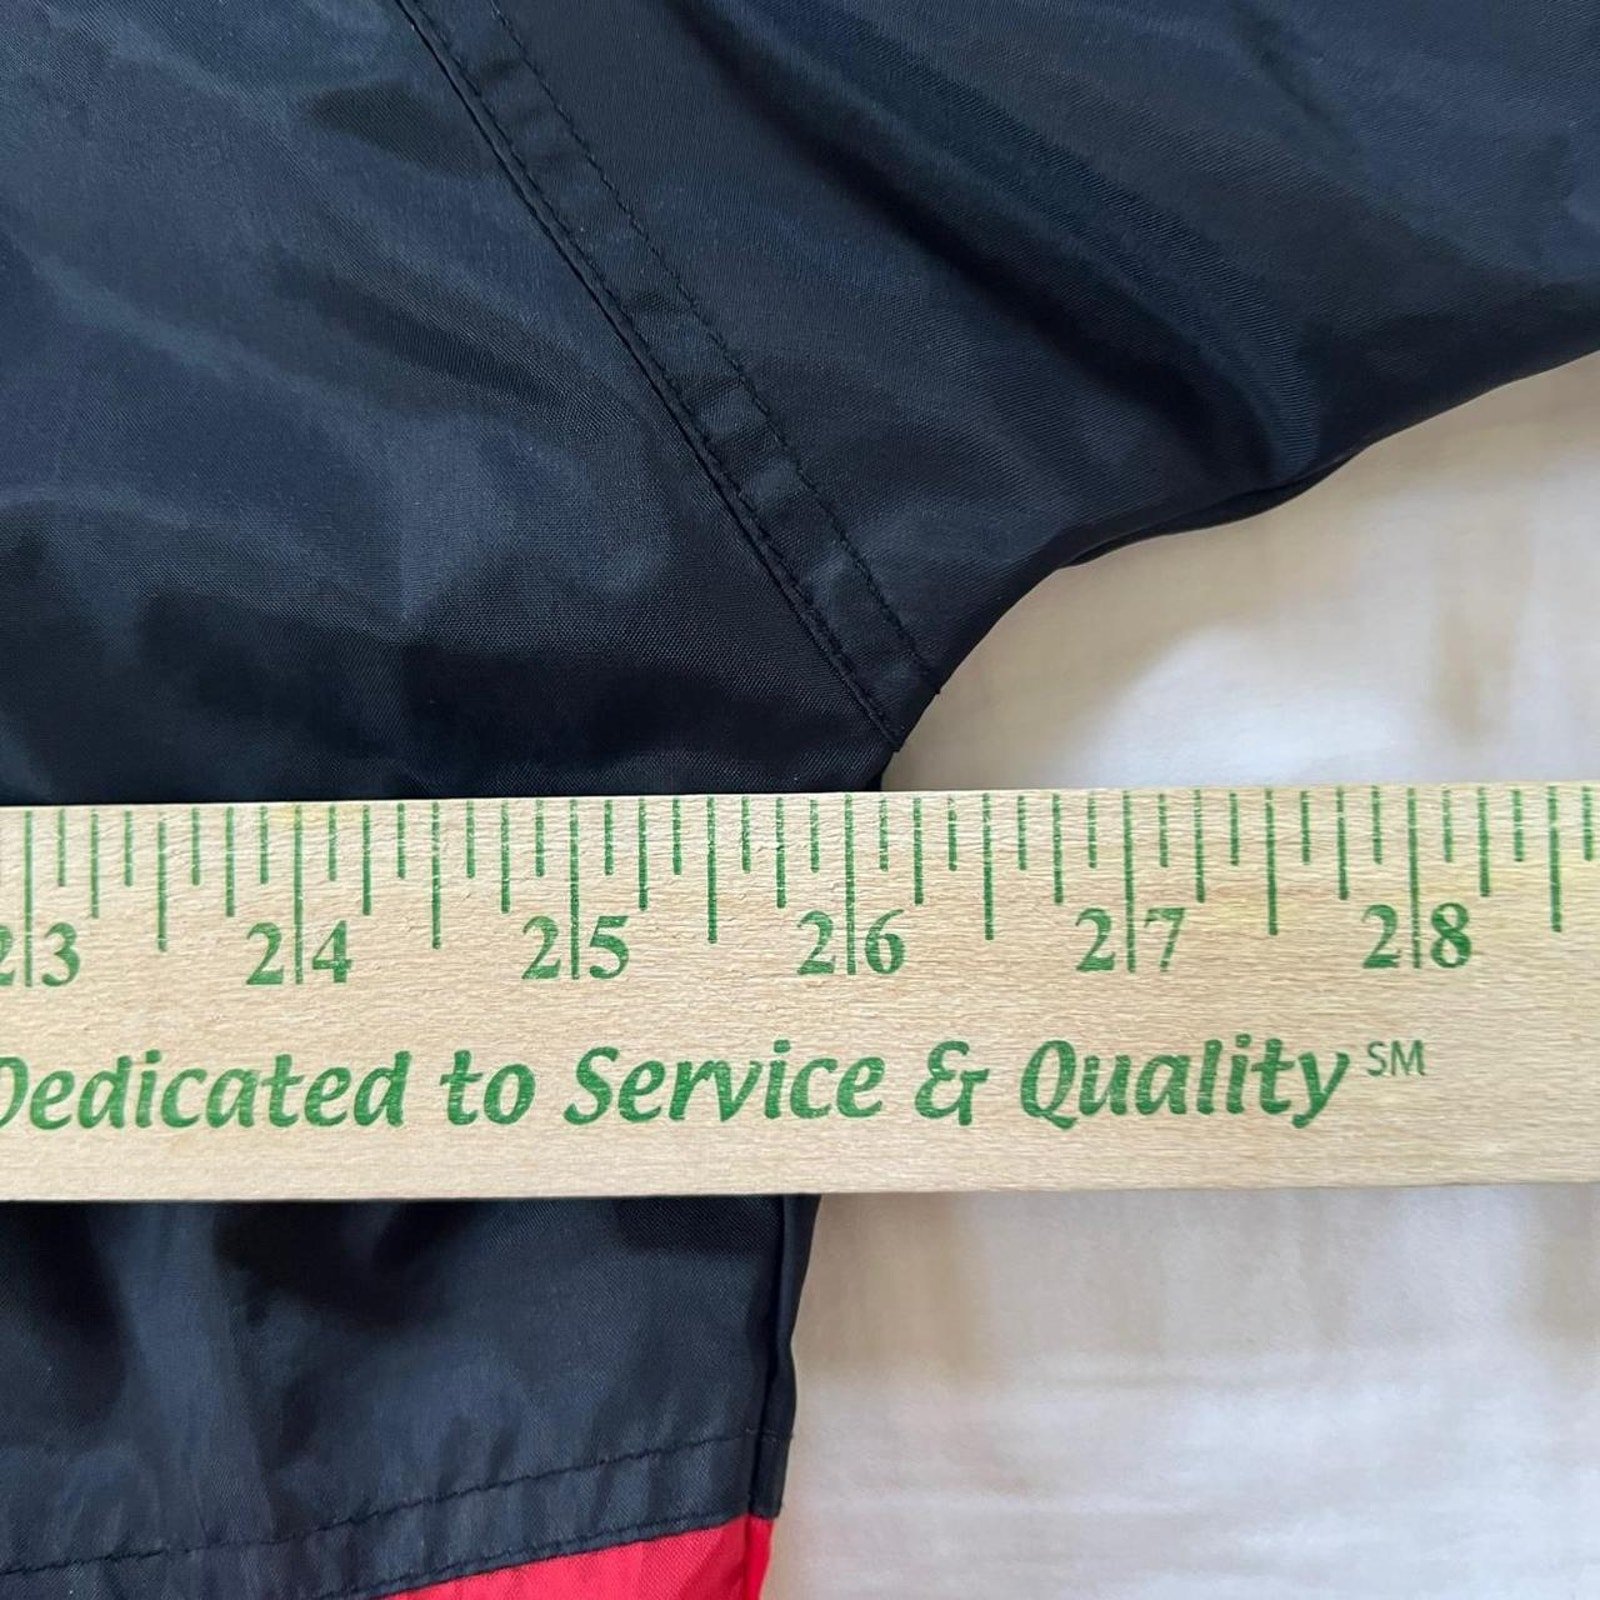 23 24 25 26 27 28
Dedicated to Service & Quality SM